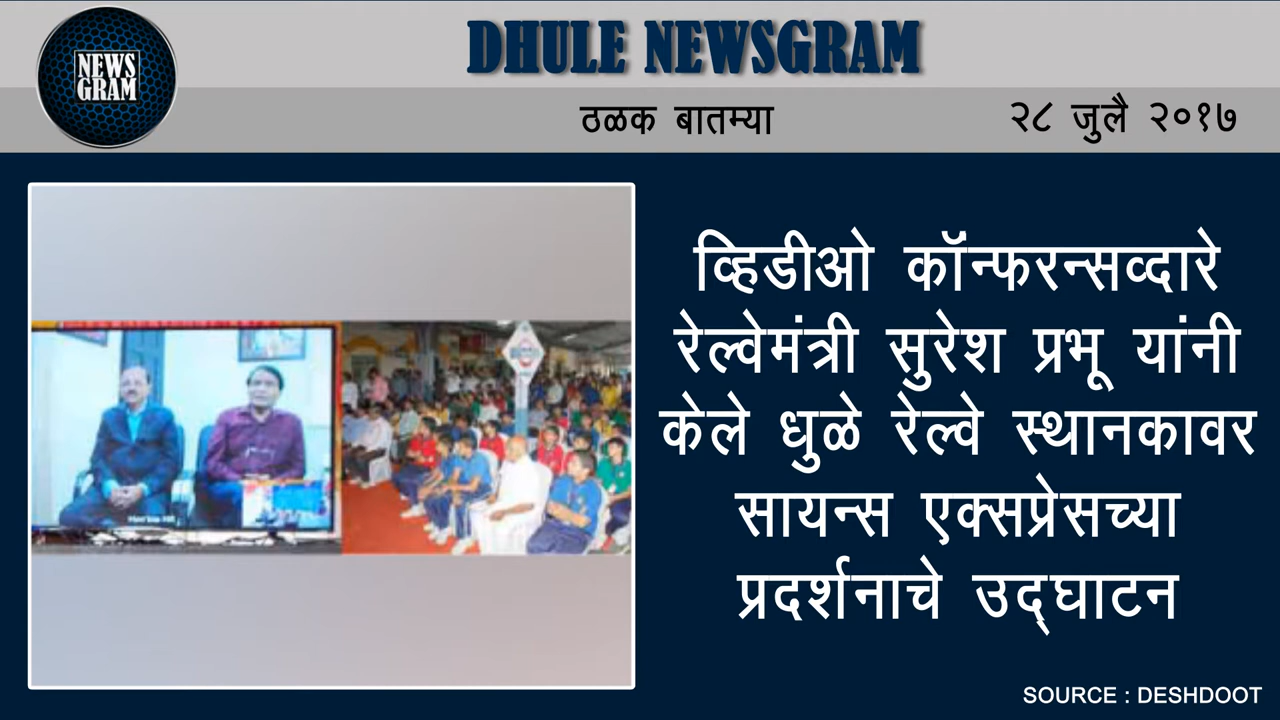 NEWS
GRAM
DHULE NEWSGRAM
ठळक बातम्या
२८ जुलै २०१७
व्हिडीओ कॉन्फरन्सव्दारे
रेल्वेमंत्री सुरेश प्रभू यांनी
केले धुळे रेल्वे स्थानकावर
सायन्स एक्सप्रेसच्या
प्रदर्शनाचे उद्‌घाटन
SOURCE : DESHDOOT